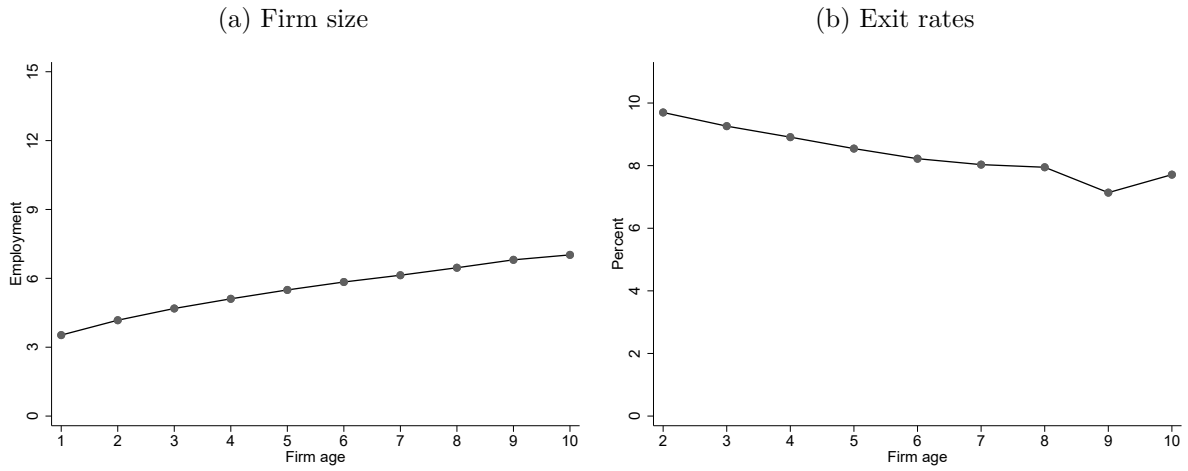 (a) Firm size
Employment
15
12
9
6
3
0
1 2 3 4 5 6 7 8 9 10
Firm age
(b) Exit rates
Percent
10
8
6
4
2
0
2 3 4 5 6 7 8 9 10
Firm age